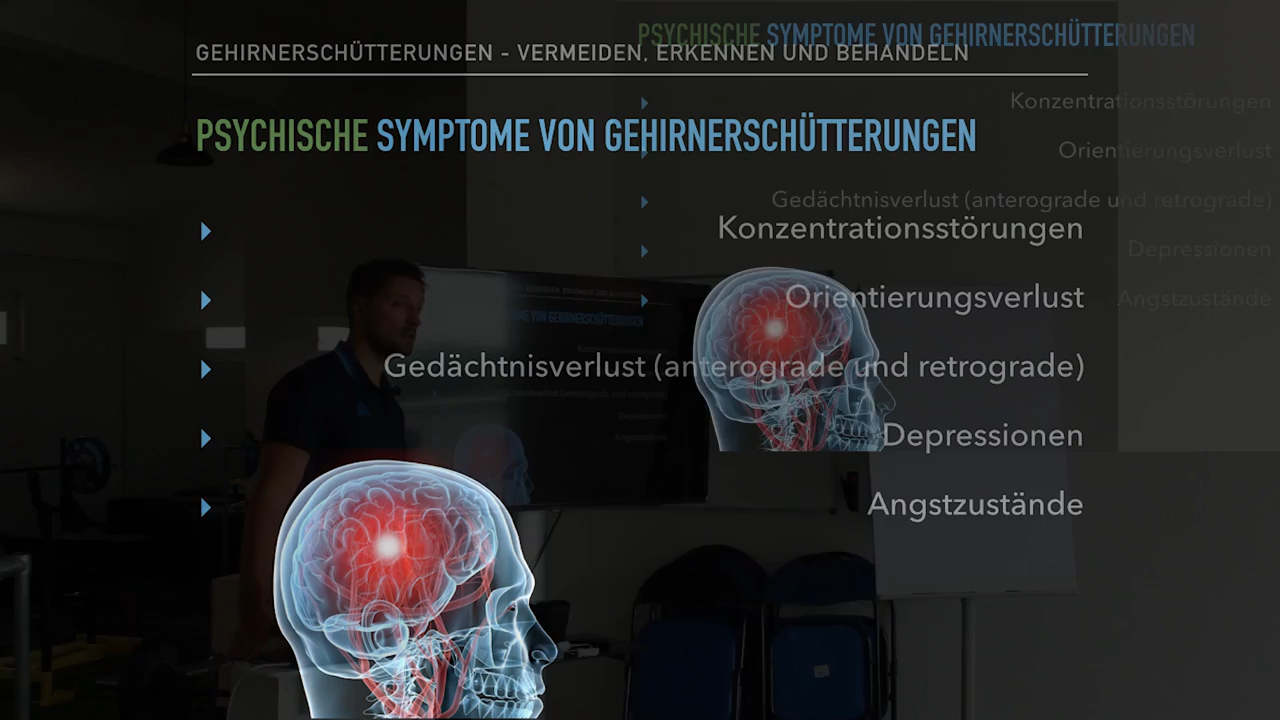 GEHIRNERSCHÜTTERUNGEN - VERMEIDEN, ERKENNEN UND BEHANDELN
PSYCHISCHE SYMPTOME VON GEHIRNERSCHÜTTERUNGEN
Konzentrationsstörungen
Orientierungsverlust
Gedächtnisverlust (anterograde und retrograde)
Depressionen
Angstzustände
PSYCHISCHE SYMPTOME VON GEHIRNERSCHÜTTERUNGEN
Konzentrationsstörungen
Orientierungsverlust
Gedächtnisverlust (anterograde und retrograde)
Depressionen
Angstzustände